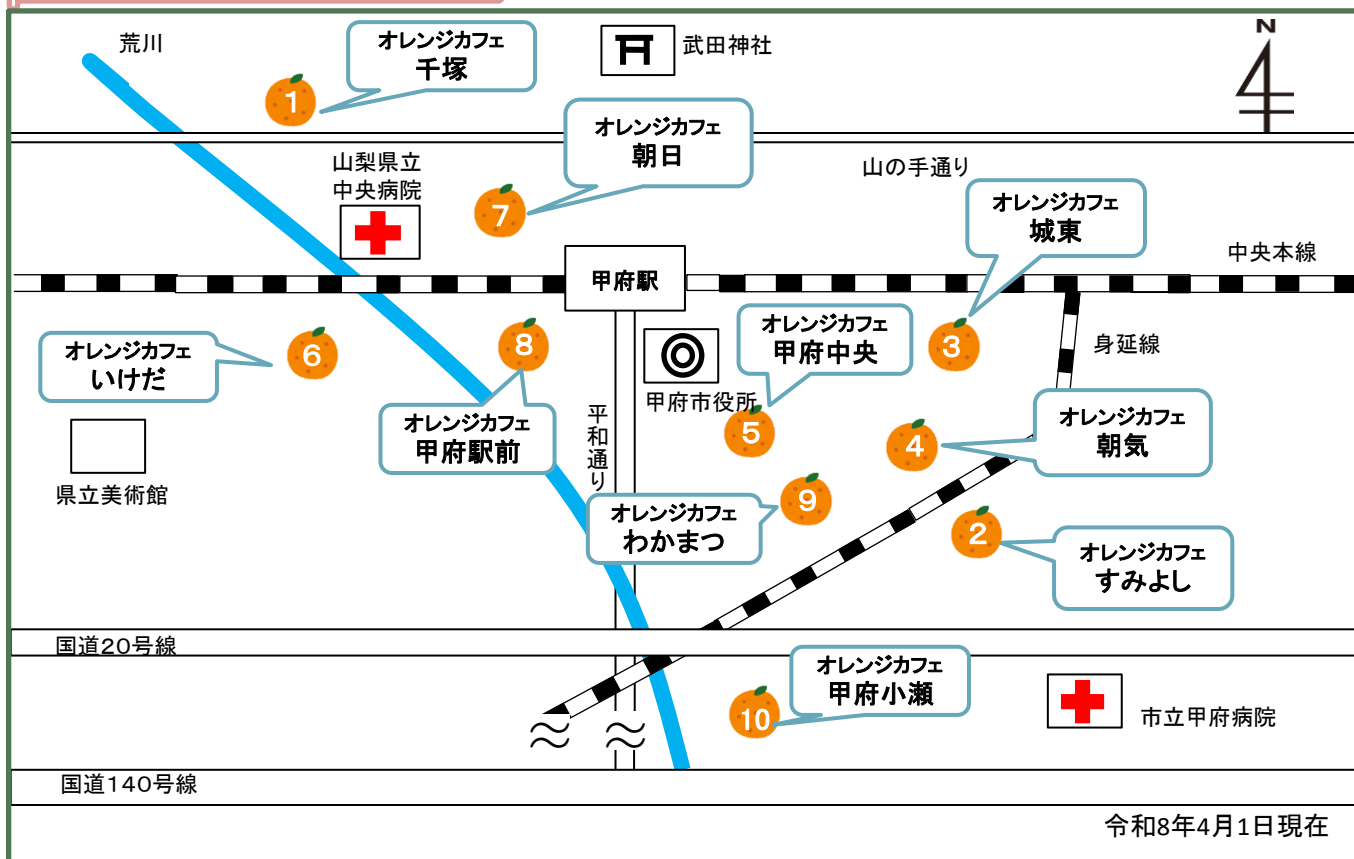 荒川
オレンジカフェ
千塚
武田神社
N
1
オレンジカフェ
朝日
山梨県立
中央病院
山の手通り
7
オレンジカフェ
城東
中央本線
甲府駅
オレンジカフェ
いけだ
6
8
オレンジカフェ
甲府中央
3
身延線
甲府市役所
オレンジカフェ
甲府駅前
平和通り
5
4
オレンジカフェ
朝気
県立美術館
オレンジカフェ
わかまつ
9
2
オレンジカフェ
すみよし
国道20号線
オレンジカフェ
甲府小瀬
10
市立甲府病院
国道140号線
令和8年4月1日現在